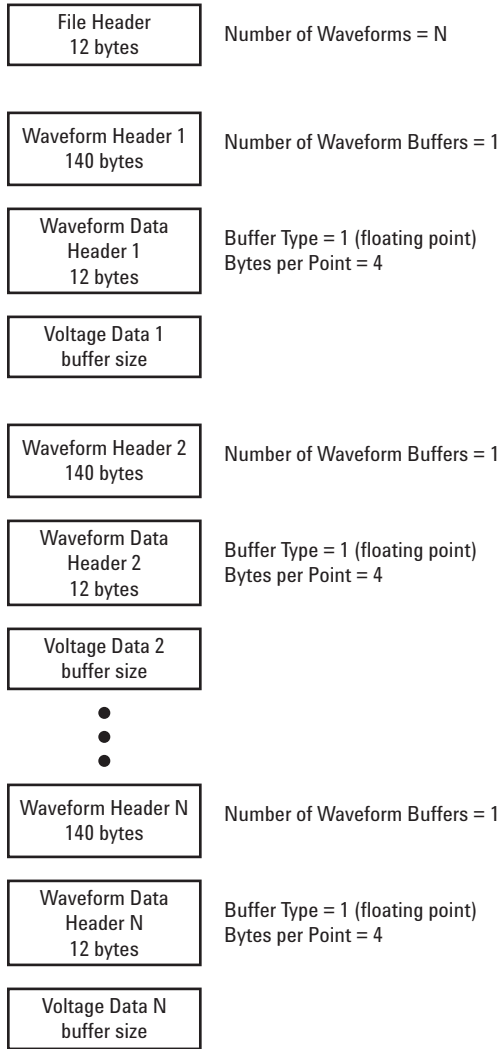 File Header
12 bytes
Number of Waveforms = N
Waveform Header 1
140 bytes
Number of Waveform Buffers = 1
Waveform Data
Header 1
12 bytes
Buffer Type = 1 (floating point)
Bytes per Point = 4
Voltage Data 1
buffer size
Waveform Header 2
140 bytes
Number of Waveform Buffers = 1
Waveform Data
Header 2
12 bytes
Buffer Type = 1 (floating point)
Bytes per Point = 4
Voltage Data 2
buffer size
Waveform Header N
140 bytes
Number of Waveform Buffers = 1
Waveform Data
Header N
12 bytes
Buffer Type = 1 (floating point)
Bytes per Point = 4
Voltage Data N
buffer size